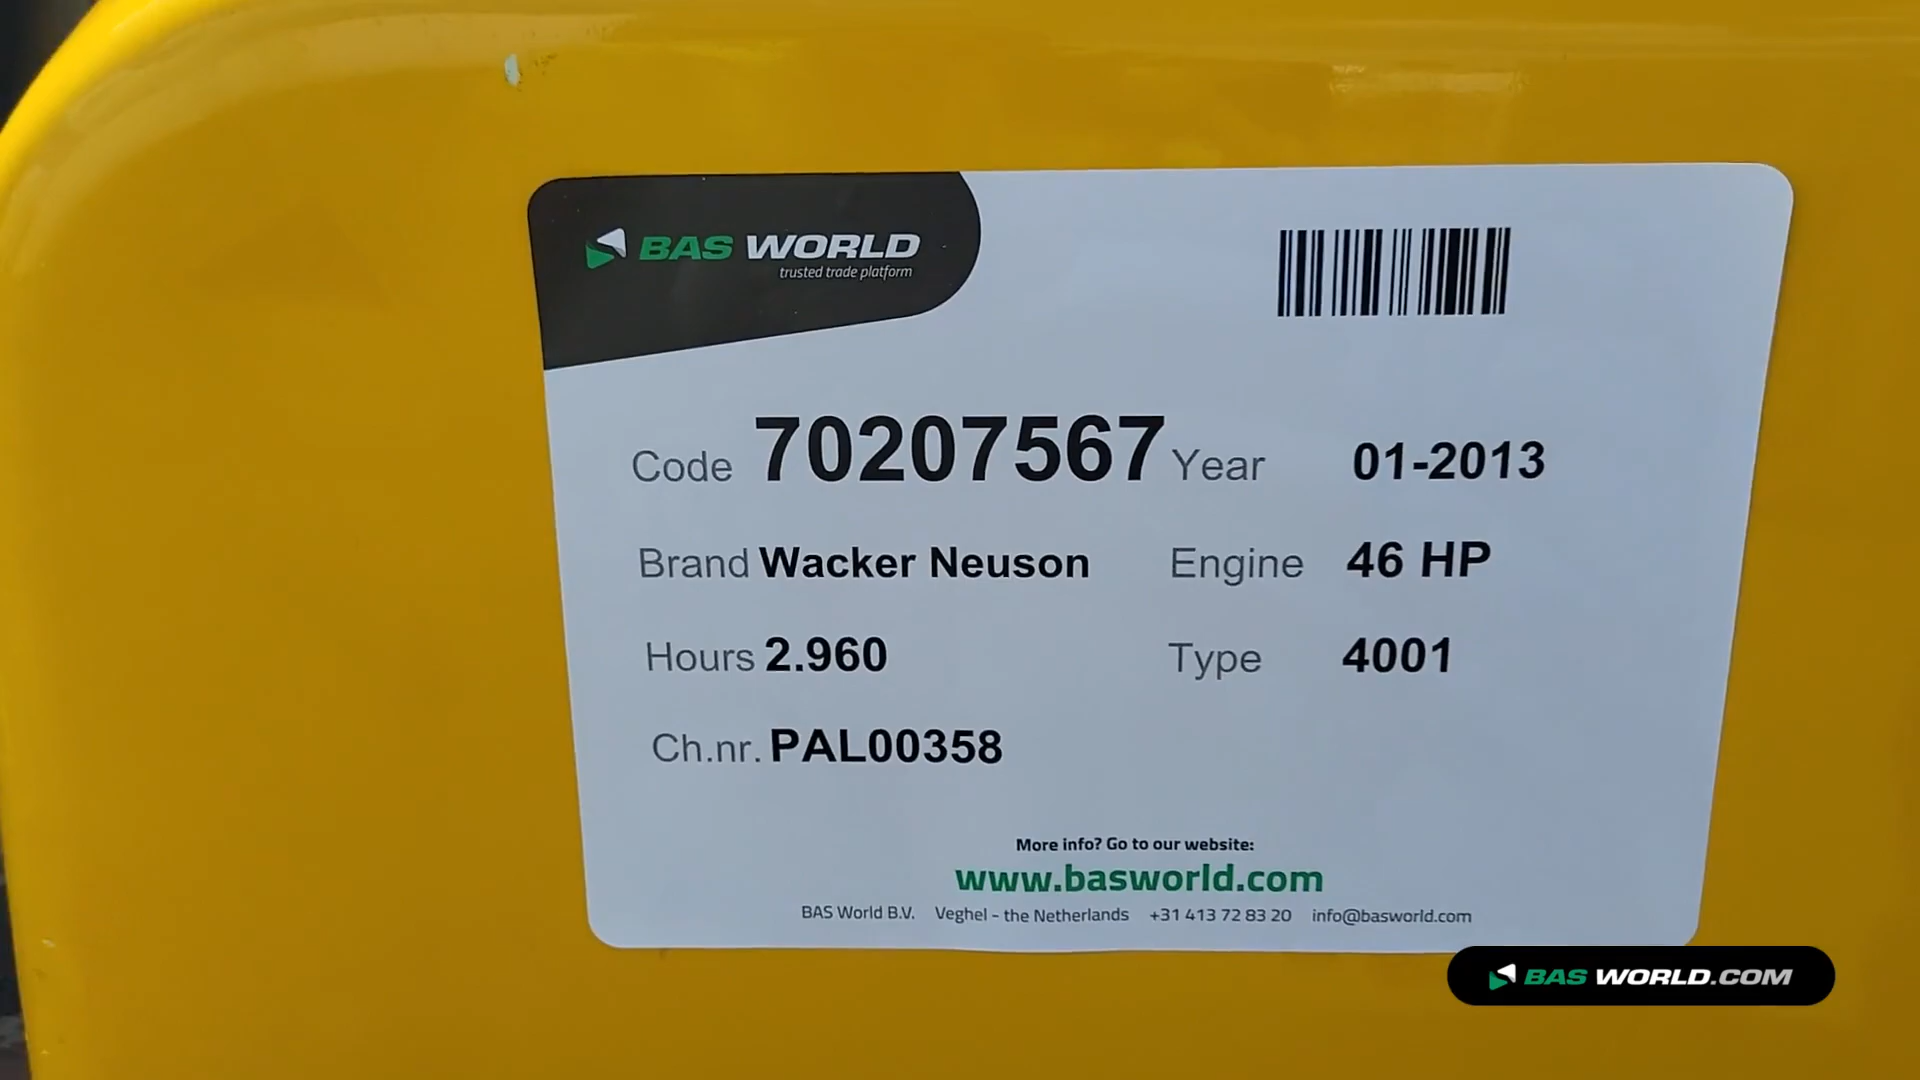 BAS WORLD
trusted trade platform
Code 70207567 Year 01-2013
Brand Wacker Neuson Engine 46 HP
Hours 2.960 Type 4001
Ch.nr. PAL00358
More info? Go to our website:
www.basworld.com
BAS World B.V. Veghel - the Netherlands +31 413 72 83 20 info@basworld.com
BAS WORLD.COM